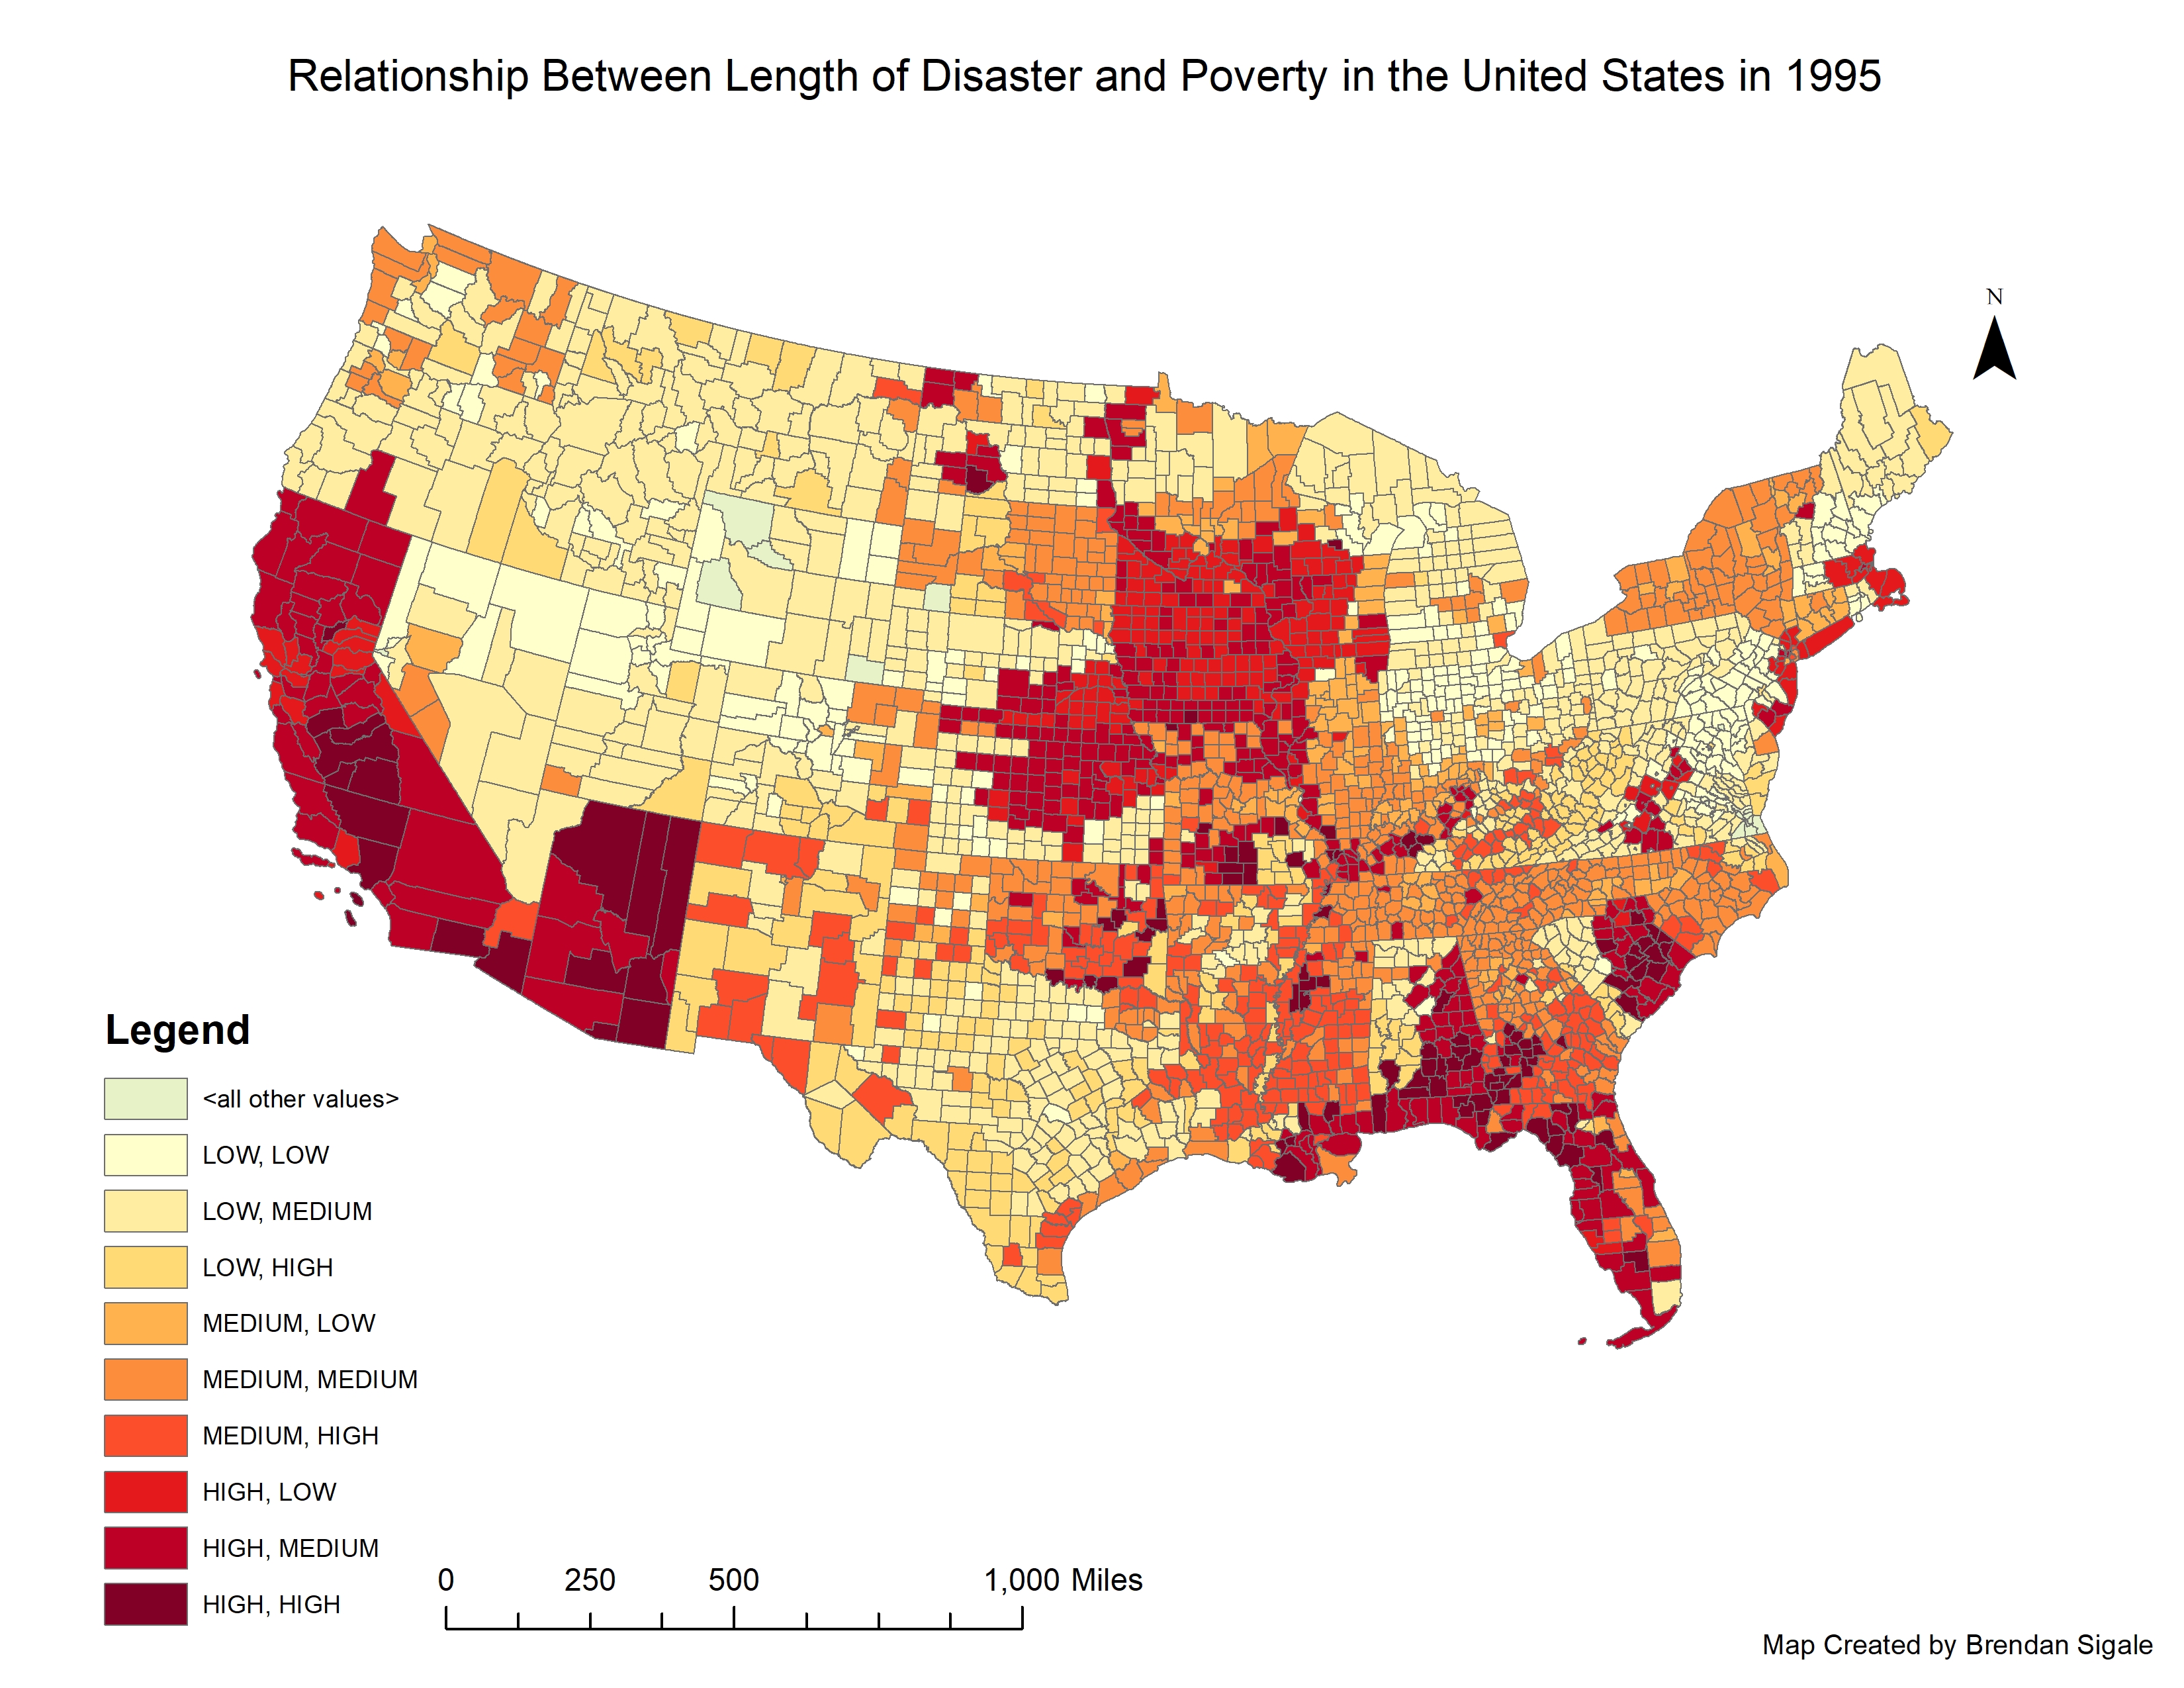 Relationship Between Length of Disaster and Poverty in the United States in 1995
N
Legend
<all other values>
LOW, LOW
LOW, MEDIUM
LOW, HIGH
MEDIUM, LOW
MEDIUM, MEDIUM
MEDIUM, HIGH
HIGH, LOW
HIGH, MEDIUM
HIGH, HIGH
0 250 500 1,000 Miles
Map Created by Brendan Sigale